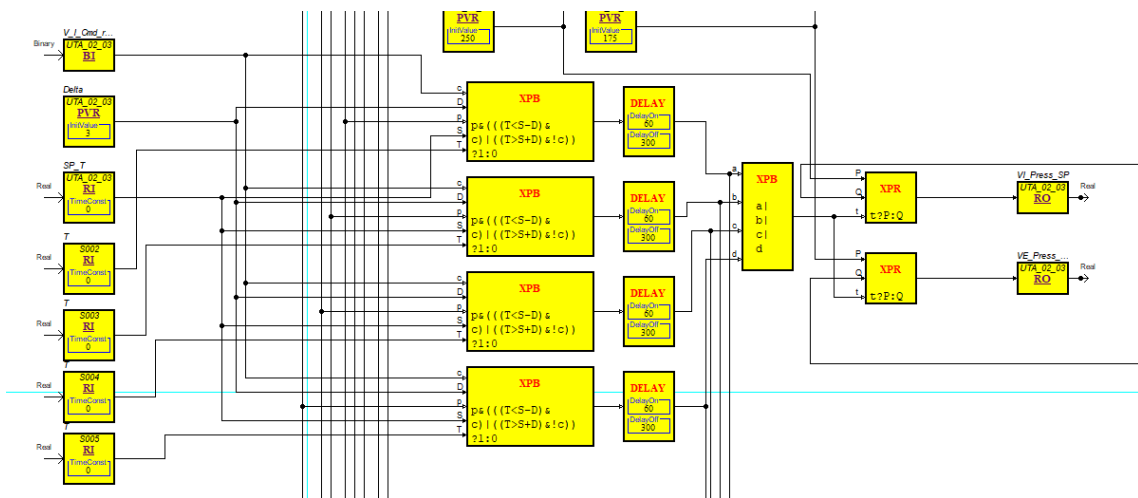 PVR
InitValue
250
PVR
InitValue
175
V_I_Cmd_r...
Binary
UTA_02_03
BI
Delta
UTA_02_03
PVR
InitValue
3
SP_T
Real
UTA_02_03
RI
TimeConst
0
T
Real
S002
RI
TimeConst
0
T
Real
S003
RI
TimeConst
0
T
Real
S004
RI
TimeConst
0
T
Real
S005
RI
TimeConst
0
c
D
p
S
T
XPB
p&(((T<S-D)&
c)|((T>S+D)&!c))
?1:0
DELAY
DelayOn
60
DelayOff
300
c
D
p
S
T
XPB
p&(((T<S-D)&
c)|((T>S+D)&!c))
?1:0
DELAY
DelayOn
60
DelayOff
300
c
D
p
S
T
XPB
p&(((T<S-D)&
c)|((T>S+D)&!c))
?1:0
DELAY
DelayOn
60
DelayOff
300
c
D
p
S
T
XPB
p&(((T<S-D)&
c)|((T>S+D)&!c))
?1:0
DELAY
DelayOn
60
DelayOff
300
a
b
c
d
XPB
a|
b|
c|
d
P
Q
t
XPR
t?P:Q
VI_Press_SP
UTA_02_03
RO
Real
P
Q
t
XPR
t?P:Q
VE_Press_...
UTA_02_03
RO
Real